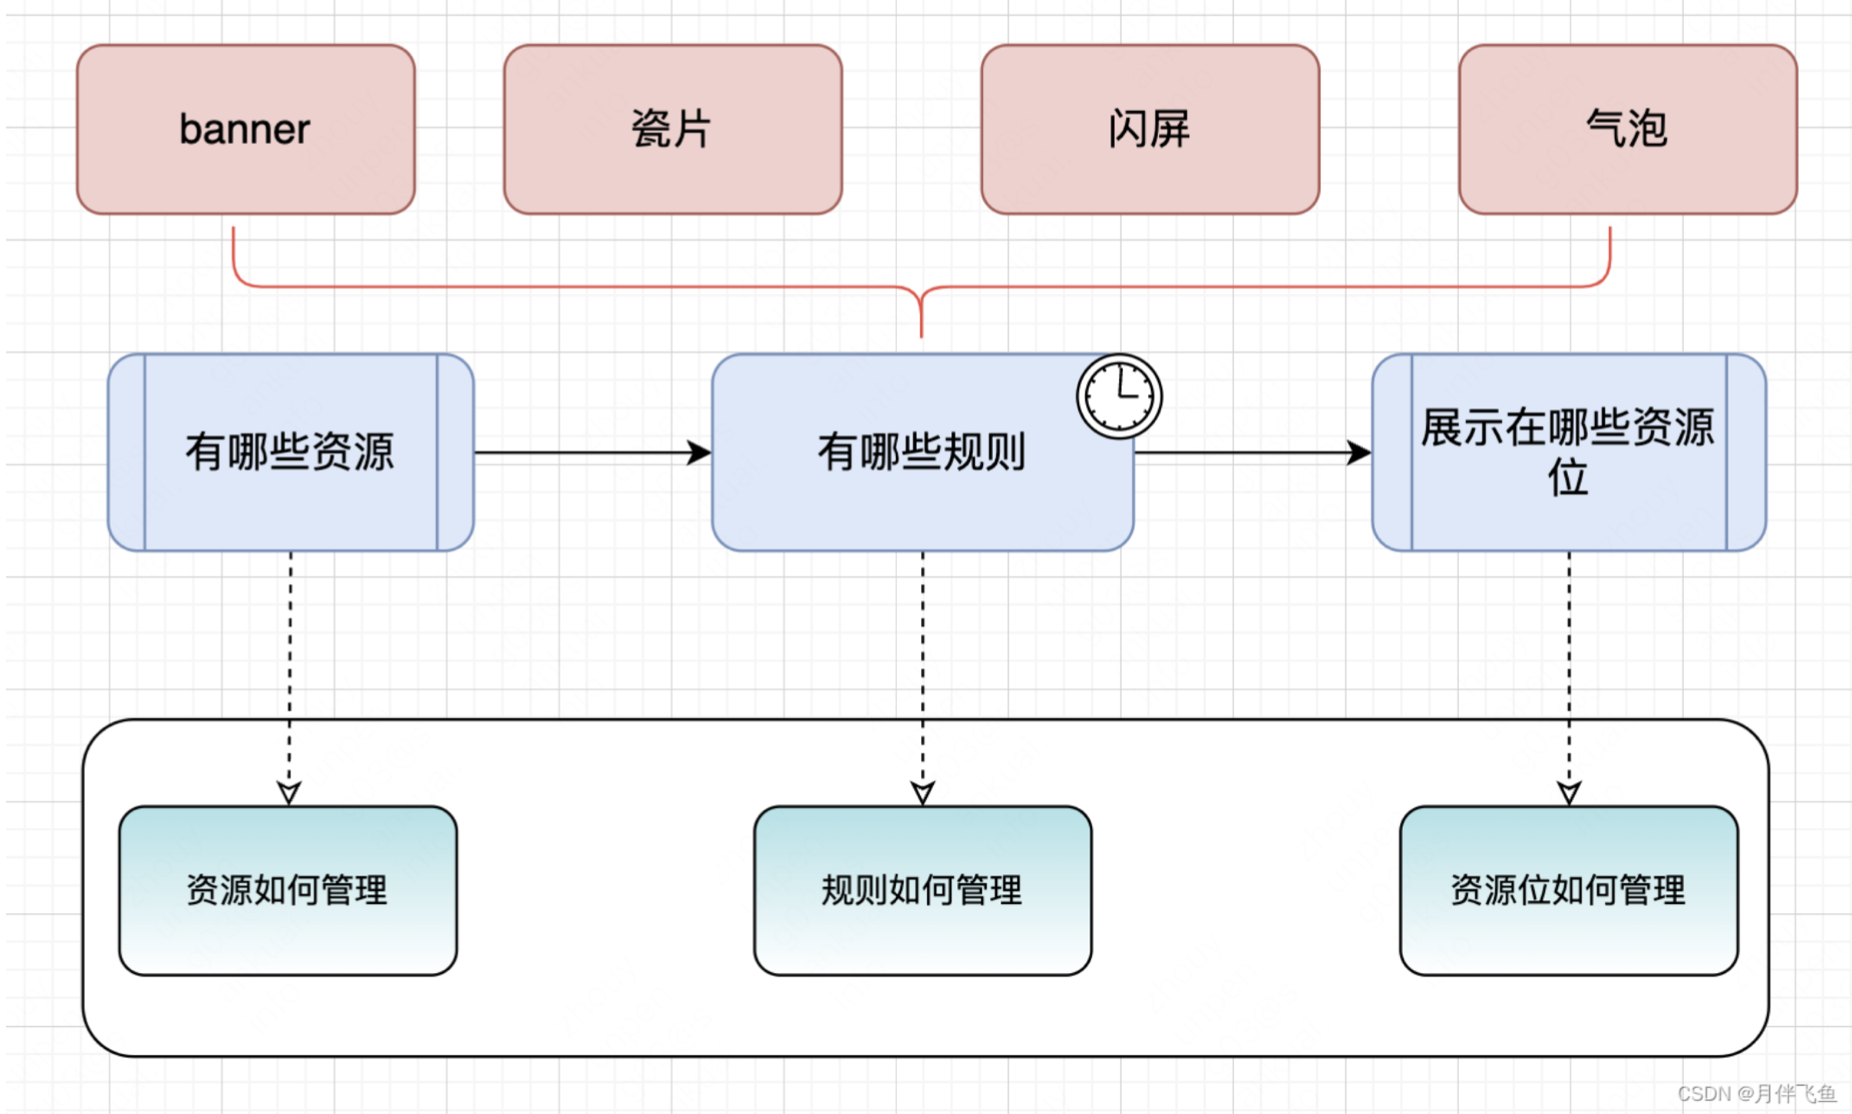 banner
瓷片
闪屏
气泡
有哪些资源
有哪些规则
展示在哪些资源
位
资源如何管理
规则如何管理
资源位如何管理
CSDN @月伴飞鱼